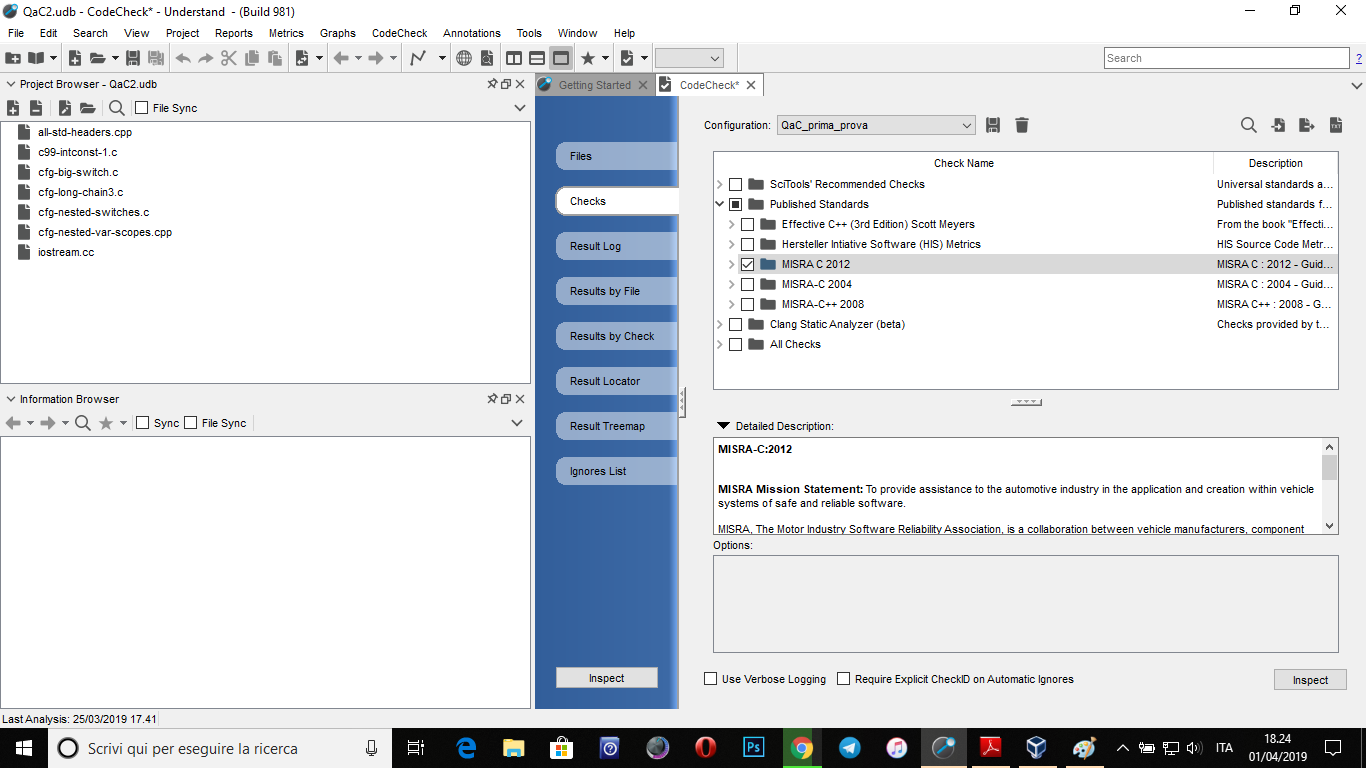 QaC2.udb - CodeCheck* - Understand - (Build 981)
File Edit Search View Project Reports Metrics Graphs CodeCheck Annotations Tools Window Help
Search
?
Project Browser - QaC2.udb
File Sync
all-std-headers.cpp
c99-intconst-1.c
cfg-big-switch.c
cfg-long-chain3.c
cfg-nested-switches.c
cfg-nested-var-scopes.cpp
iostream.cc
Information Browser
Sync File Sync
Last Analysis: 25/03/2019 17.41
Getting Started CodeCheck*
Files
Checks
Result Log
Results by File
Results by Check
Result Locator
Result Treemap
Ignores List
Inspect
Configuration: QaC_prima_prova
TXT
Check Name Description
SciTools' Recommended Checks Universal standards a...
Published Standards Published standards f...
Effective C++ (3rd Edition) Scott Meyers From the book "Effecti...
Hersteller Intiative Software (HIS) Metrics HIS Source Code Metr...
MISRA C 2012 MISRA C : 2012 - Guid...
MISRA-C 2004 MISRA C : 2004 - Guid...
MISRA-C++ 2008 MISRA C++ : 2008 - G...
Clang Static Analyzer (beta) Checks provided by t...
All Checks
Detailed Description:
MISRA-C:2012
MISRA Mission Statement: To provide assistance to the automotive industry in the application and creation within vehicle
systems of safe and reliable software.
MISRA, The Motor Industry Software Reliability Association, is a collaboration between vehicle manufacturers, component
Options:
Use Verbose Logging Require Explicit CheckID on Automatic Ignores
Inspect
Scrivi qui per eseguire la ricerca
Ps
ITA
18.24
01/04/2019